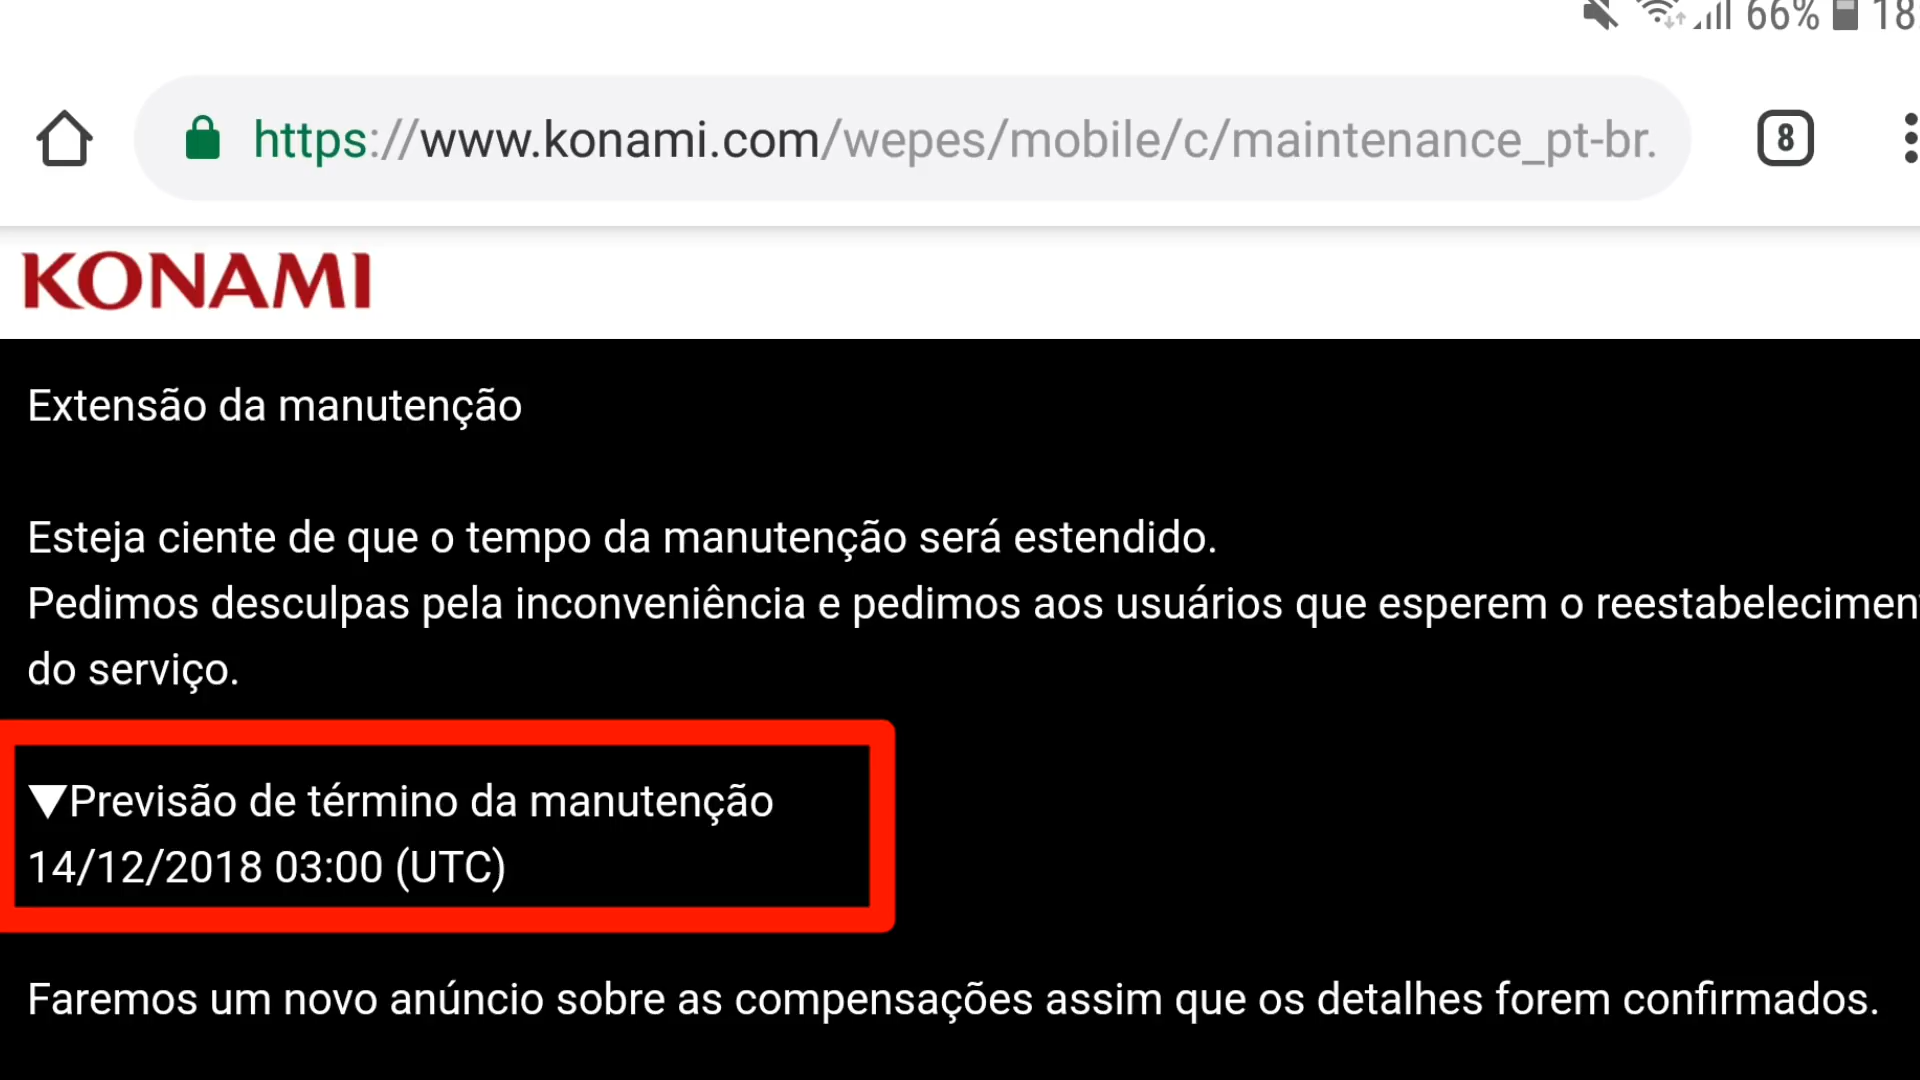 66% 18
https://www.konami.com/wepes/mobile/c/maintenance_pt-br. 8
KONAMI
Extensão da manutenção
Esteja ciente de que o tempo da manutenção será estendido.
Pedimos desculpas pela inconveniência e pedimos aos usuários que esperem o reestabelecimen
do serviço.
▼Previsão de término da manutenção
14/12/2018 03:00 (UTC)
Faremos um novo anúncio sobre as compensações assim que os detalhes forem confirmados.